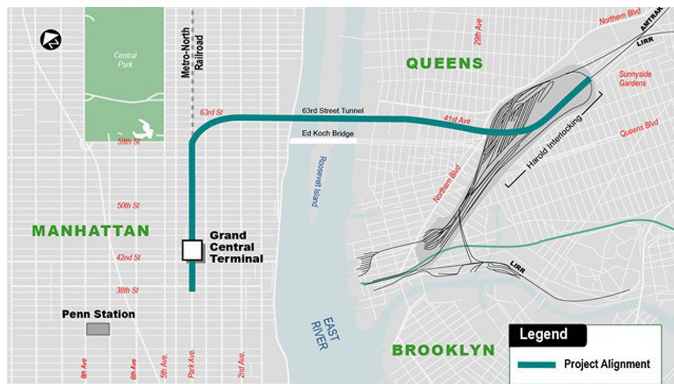 Central
Park
Metro-North
Railroad
QUEENS
29th Ave
Northern Blvd
AMTRAK
LIRR
Sunnyside
Gardens
63rd St
63rd Street Tunnel
41st Ave
Queens Blvd
59th St
Ed Koch Bridge
Harold Interlocking
Roosevelt Island
Northern Blvd
50th St
MANHATTAN
Grand
Central
Terminal
42nd St
LIRR
38th St
Penn Station
EAST
RIVER
BROOKLYN
Legend
Project Alignment
8th Ave
6th Ave
5th Ave.
Park Ave.
2nd Ave.